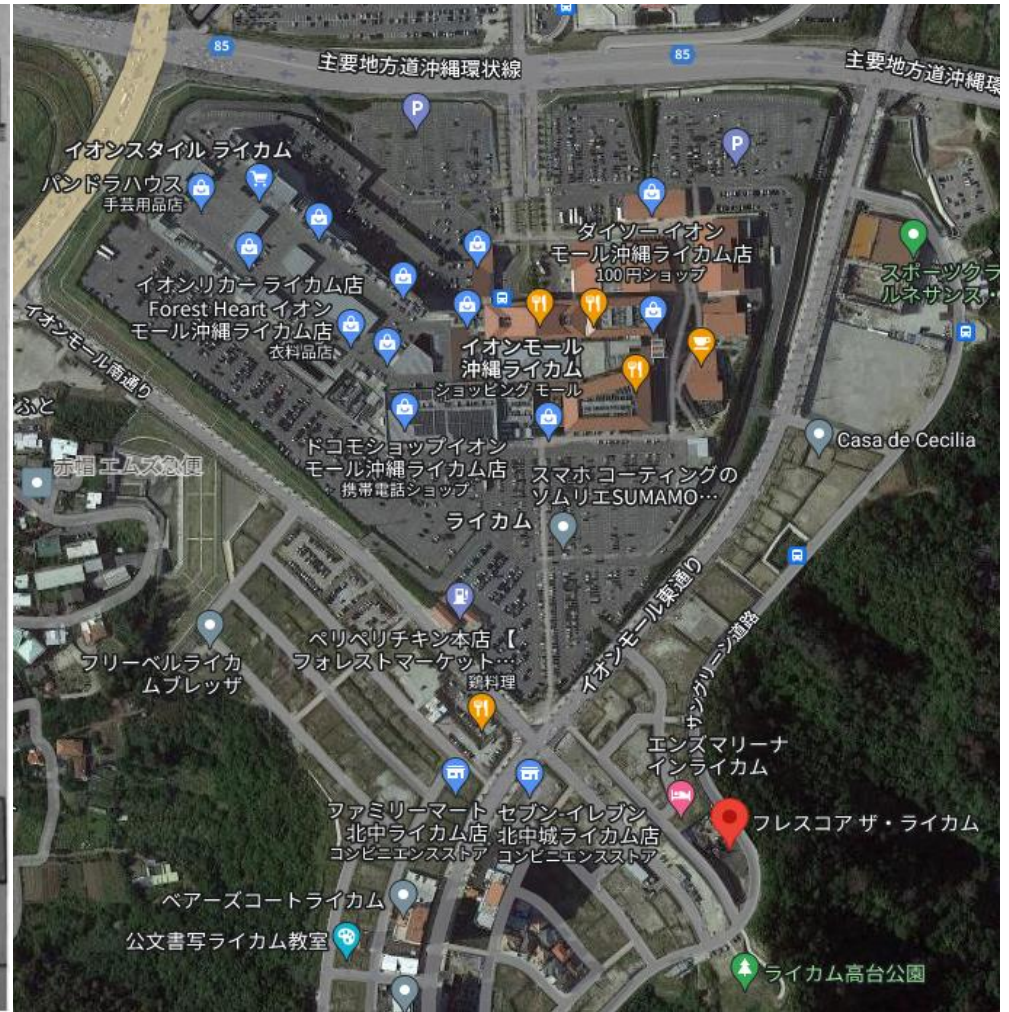 85
主要地方道沖縄環状線
85
主要地方道沖縄環
P
P
イオンスタイル ライカム
パンドラハウス
手芸用品店
ダイソー イオン
モール沖縄ライカム店
100 円ショップ
スポーツクラ
ルネサンス
イオンリカー ライカム店
Forest Heart イオン
モール沖縄ライカム店
衣料品店
イオンモール南通り
イオンモール
沖縄ライカム
ショッピング モール
ふと
赤帽 エムズ急便
Casa de Cecilia
ドコモショップイオン
モール沖縄ライカム店
携帯電話ショップ
スマホ コーティングの
ソムリエSUMAMO…
ライカム
イオンモール東通り
サングリーン道路
フリーベルライカ
ムブレッザ
ペリペリチキン本店 【
フォレストマーケット…
鶏料理
エンズマリーナ
インライカム
フレスコア ザ・ライカム
ファミリーマート
北中ライカム店
コンビニエンスストア
セブン-イレブン
北中城ライカム店
コンビニエンスストア
ベアーズコートライカム
公文書写ライカム教室
ライカム高台公園